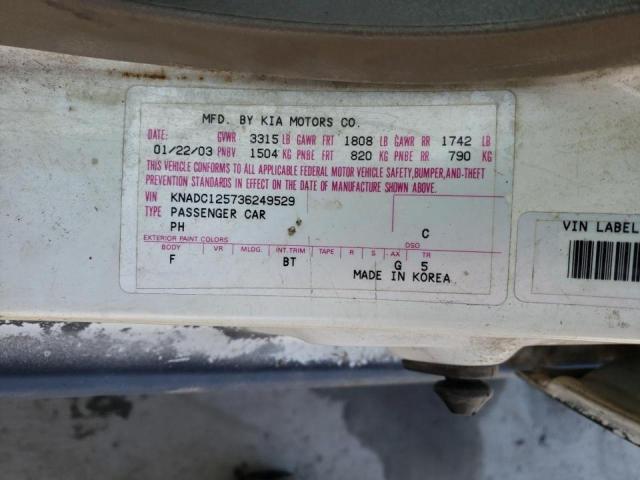 MFD. BY KIA MOTORS CO.
DATE: GVWR 3315 LB GAWR FRT 1808 LB GAWR RR 1742 LB
01/22/03 PNBV 1504 KG PNBE FRT 820 KG PNBE RR 790 KG
THIS VEHICLE CONFORMS TO ALL APPLICABLE FEDERAL MOTOR VEHICLE SAFETY,BUMPER,AND-THEFT
PREVENTION STANDARDS IN EFFECT ON THE DATE OF MANUFACTURE SHOWN ABOVE.
VIN KNADC125736249529
TYPE PASSENGER CAR
PH C
EXTERIOR PAINT COLORS DSO
BODY VR MLDG. INT.TRIM TAPE R S AX TR
F BT G 5
MADE IN KOREA
VIN LABEL